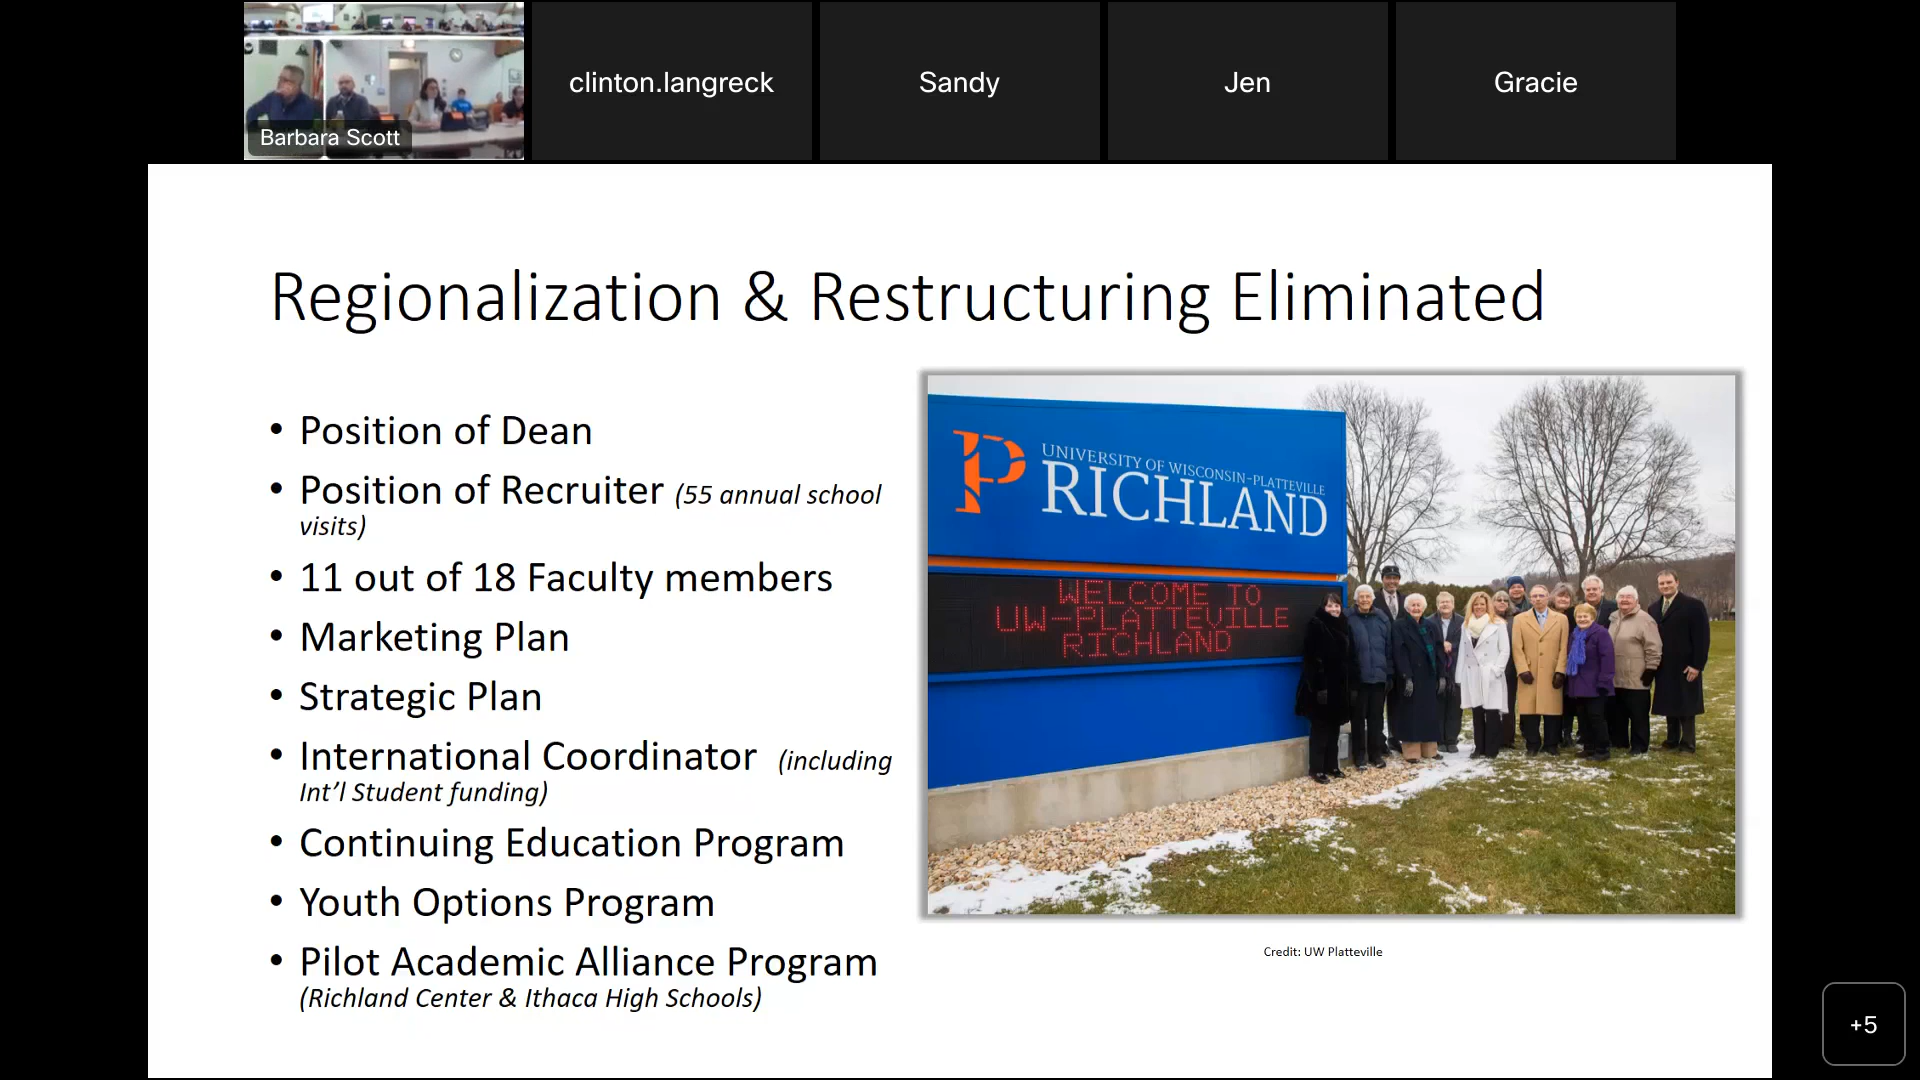 Barbara Scott
clinton.langreck
Sandy
Jen
Gracie
Regionalization & Restructuring Eliminated
• Position of Dean
• Position of Recruiter (55 annual school
visits)
• 11 out of 18 Faculty members
• Marketing Plan
• Strategic Plan
• International Coordinator (including
Int’l Student funding)
• Continuing Education Program
• Youth Options Program
• Pilot Academic Alliance Program
(Richland Center & Ithaca High Schools)
P
UNIVERSITY OF WISCONSIN-PLATTEVILLE
RICHLAND
WELCOME TO
UW-PLATTEVILLE
RICHLAND
Credit: UW Platteville
+5